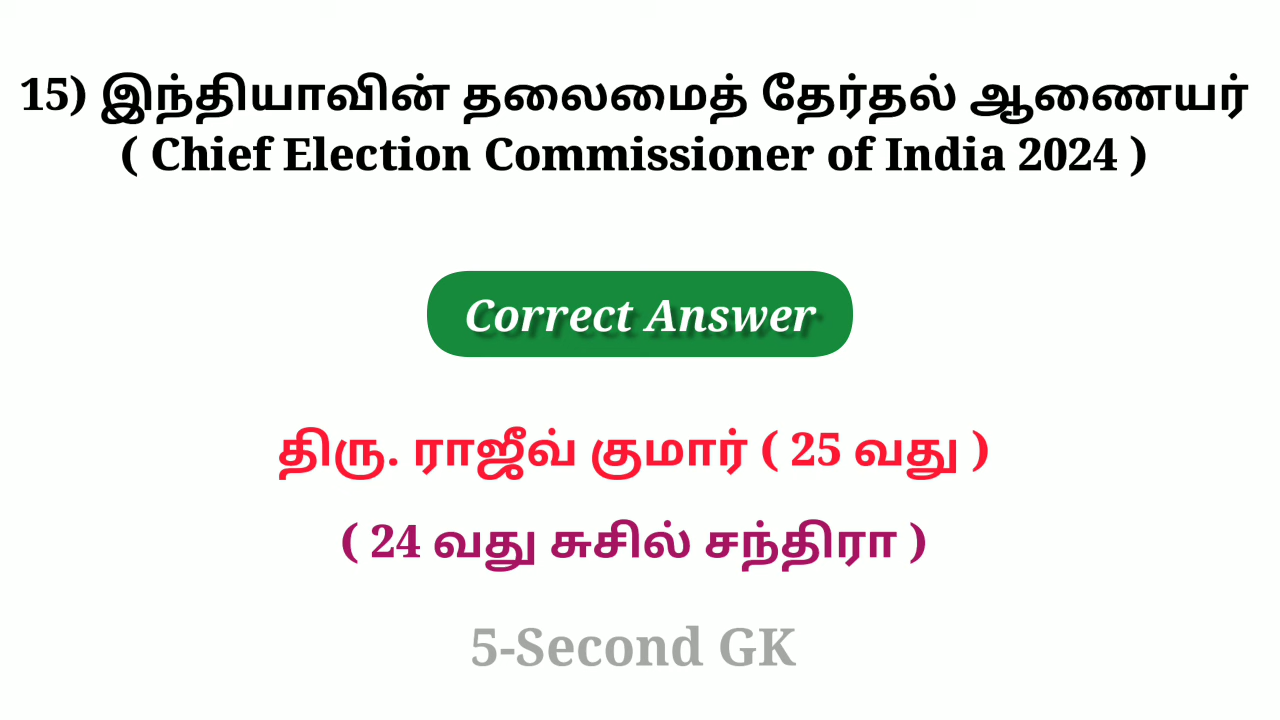 15) இந்தியாவின் தலைமைத் தேர்தல் ஆணையர்
( Chief Election Commissioner of India 2024 )
Correct Answer
திரு. ராஜீவ் குமார் ( 25 வது )
( 24 வது சுசில் சந்திரா )
5-Second GK